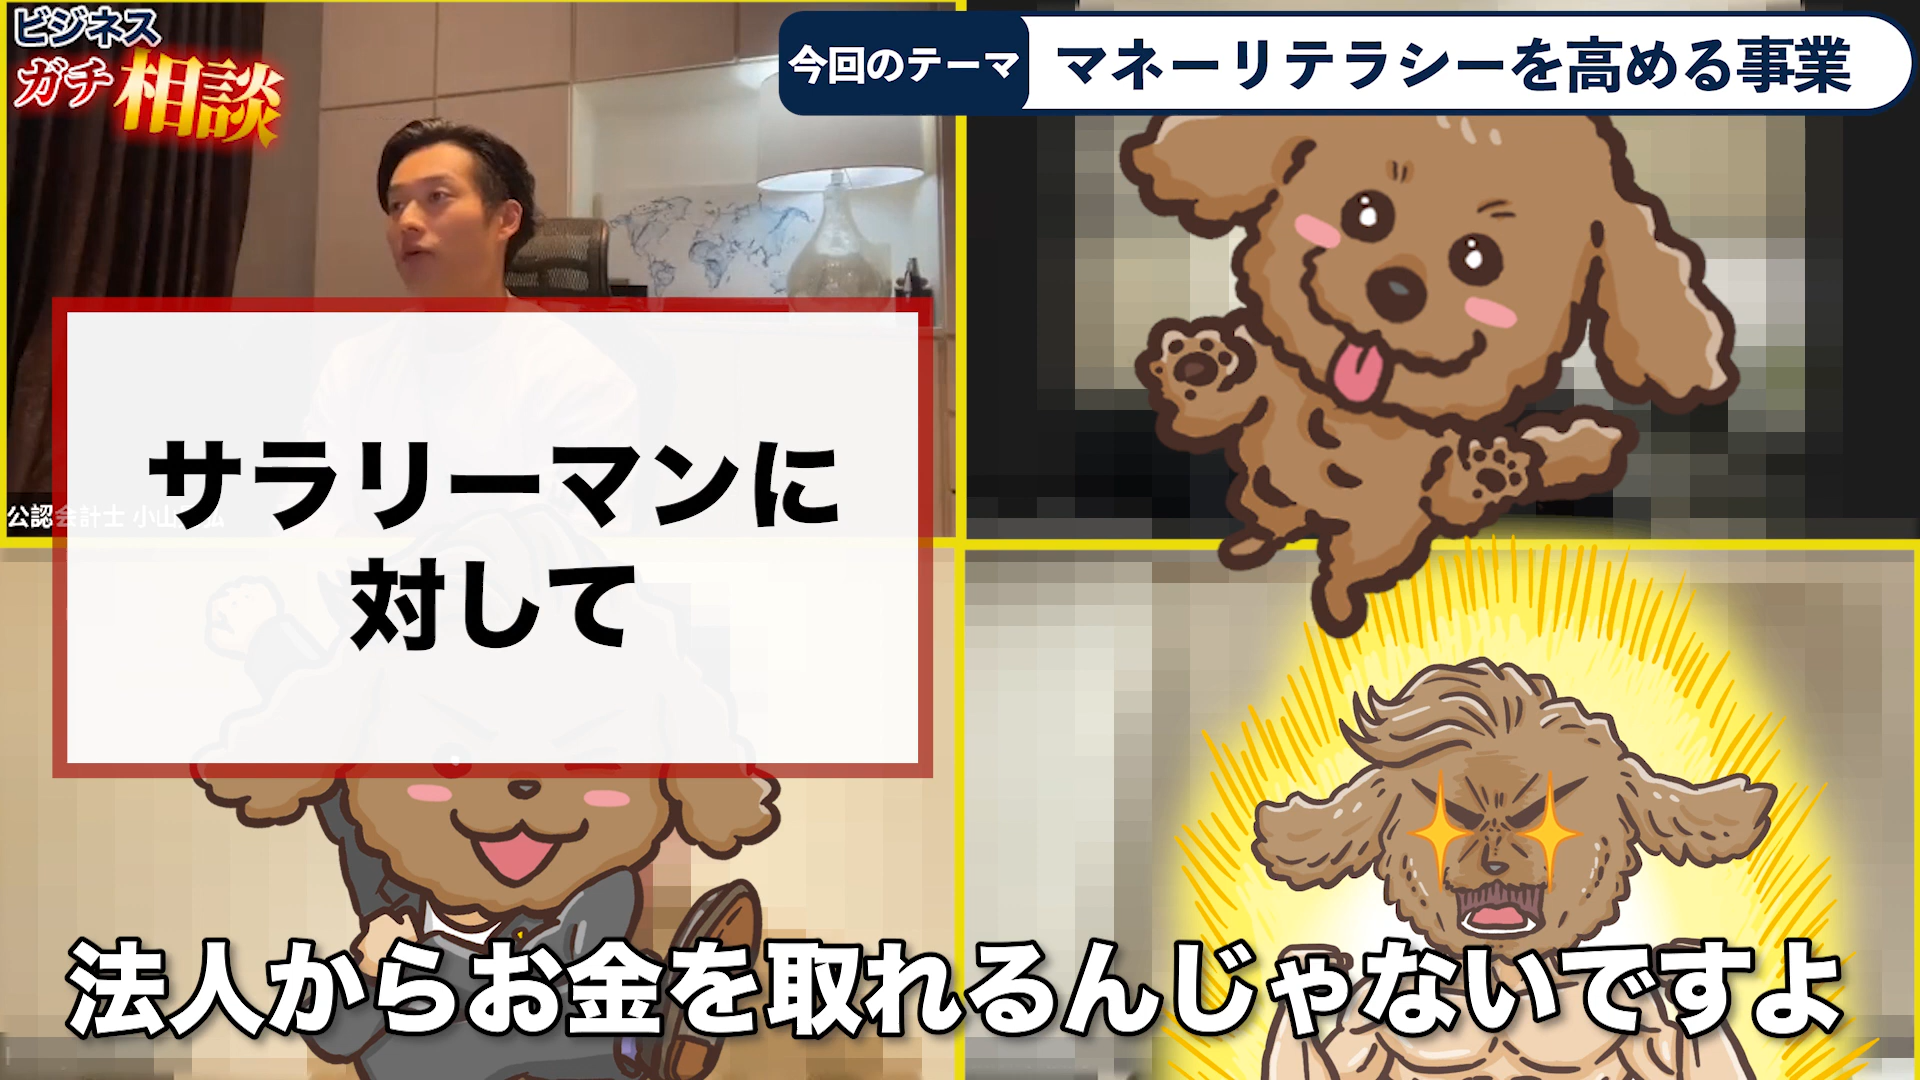 ビジネス
ガチ相談
今回のテーマ
マネーリテラシーを高める事業
サラリーマンに
対して
公認会計士 小山
法人からお金を取れるんじゃないですよ